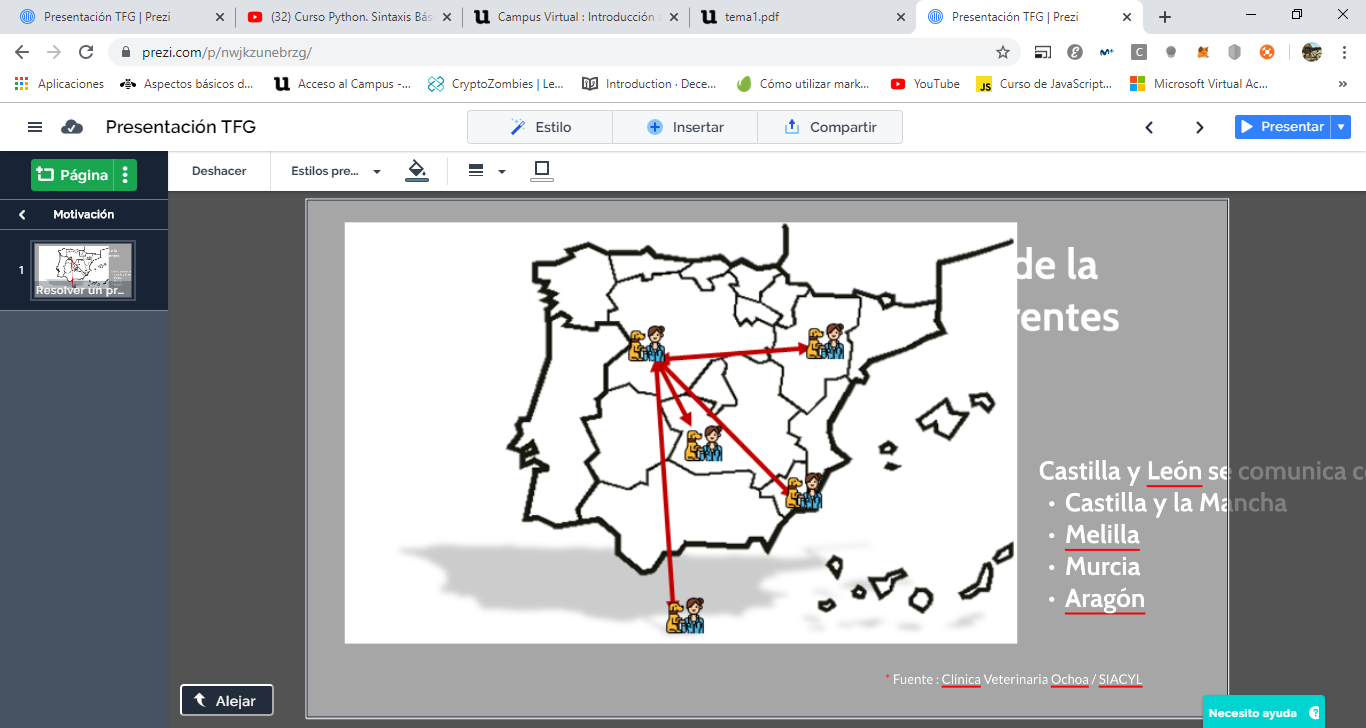 Presentación TFG | Prezi
(32) Curso Python. Sintaxis Bás
Campus Virtual : Introducción
tema1.pdf
Presentación TFG | Prezi
prezi.com/p/nwjkzunebrzg/
Aplicaciones
Aspectos básicos d...
Acceso al Campus -...
CryptoZombies | Le...
Introduction · Dece...
Cómo utilizar mark...
YouTube
JS Curso de JavaScript...
Microsoft Virtual Ac...
»
Presentación TFG
Estilo
Insertar
Compartir
Presentar
Página
Deshacer
Estilos pre...
Motivación
1
Resolver un pr...
de la
rentes
Castilla y León se comunica c
• Castilla y la Mancha
• Melilla
• Murcia
• Aragón
* Fuente : Clínica Veterinaria Ochoa / SIACYL
Alejar
Necesito ayuda